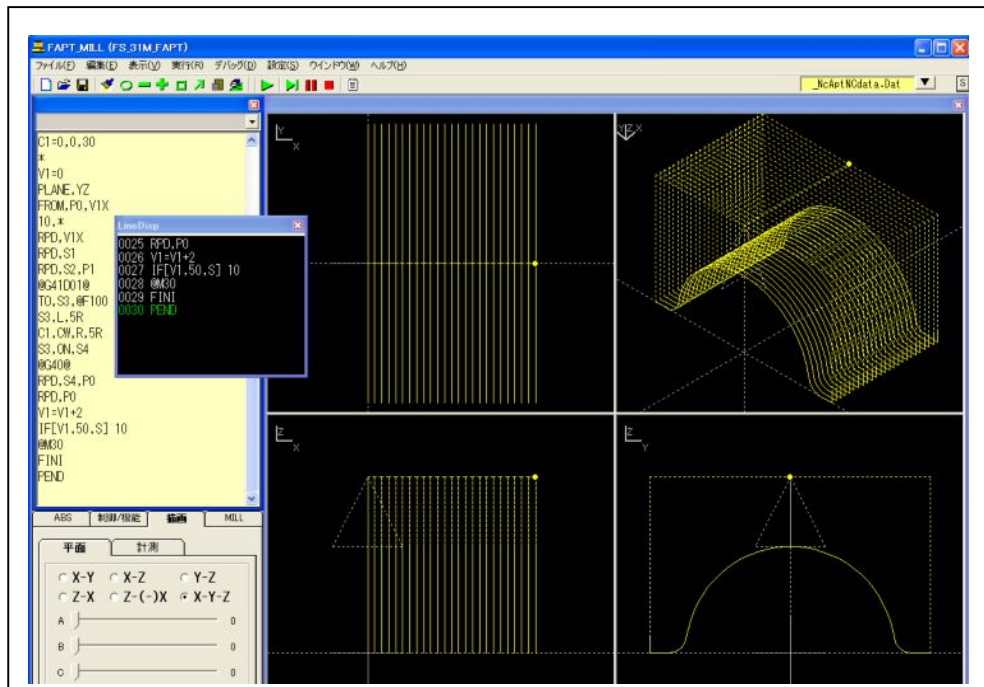 FAPT_MILL (FS_31M_FAPT)
ファイル(F) 編集(E) 表示(V) 実行(R) デバッグ(D) 設定(S) ウインドウ(W) ヘルプ(H)
_NcAptNCdata.Dat
S
C1=0,0,30
*
V1=0
PLANE,YZ
FROM,P0,V1X
10,*
RPD,V1X
RPD,S1
RPD,S2,P1
@G41D01@
TO,S3,@F100
S3,L,5R
C1,CW,R,5R
S3,ON,S4
@G40@
RPD,S4,P0
RPD,P0
V1=V1+2
IF[V1,50,S] 10
@M30
FINI
PEND
LineDisp
0025 RPD,P0
0026 V1=V1+2
0027 IF[V1,50,S] 10
0028 @M30
0029 FINI
0030 PEND
Y
X
Z
X
Z
Y
ABS 制御/機能 描画 MILL
平面 計測
X-Y X-Z Y-Z
Z-X Z-(-)X X-Y-Z
A 0
B 0
C 0